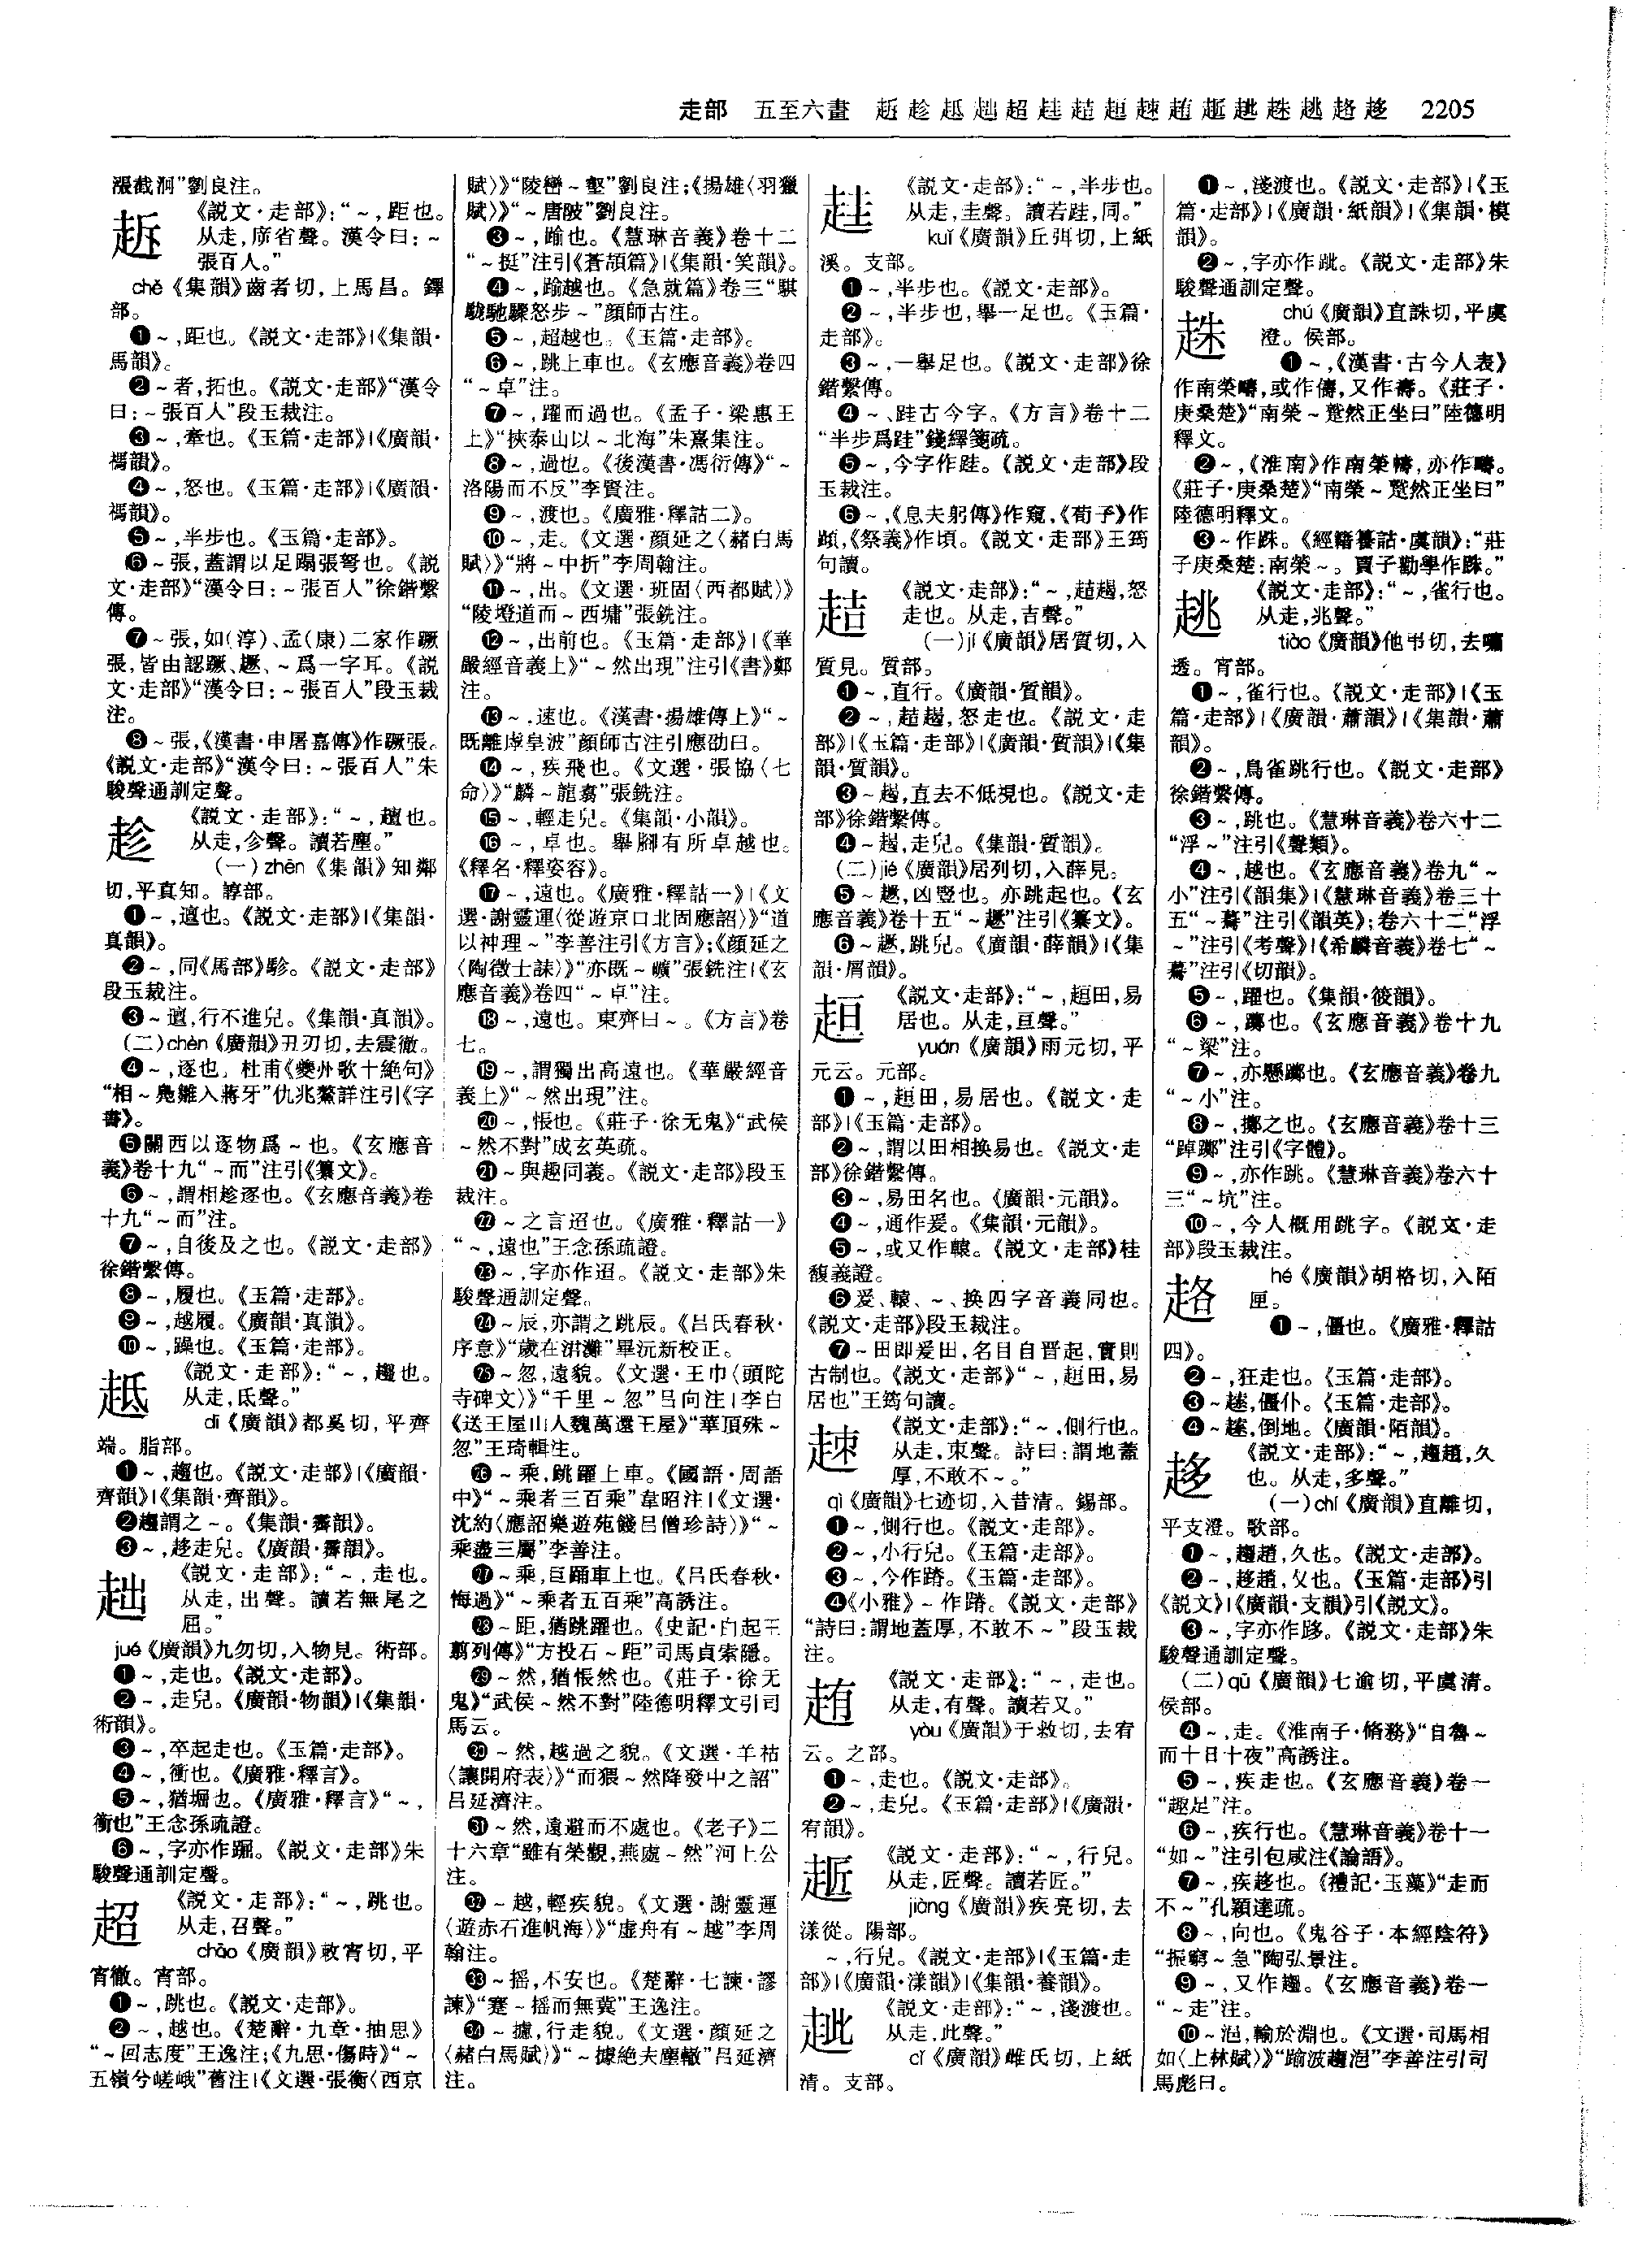 走部 五至六畫 趀趁趆趉超趌趄趍趎趏趐趑趒趓 2205
漲截洞”劉良注。
《説文·走部》：“～，距也。
从走，㡿省聲。漢令曰：～
張百人。”
chě《集韻》齒者切，上馬昌。鐸
部。
❶～，距也。《説文·走部》|《集韻·
馬韻》。
❷～者，拓也。《説文·走部》“漢令
曰：～張百人”段玉裁注。
❸～，牽也。《玉篇·走部》|《廣韻·
禡韻》。
❹～，怒也。《玉篇·走部》|《廣韻·
禡韻》。
❺～，半步也。《玉篇·走部》。
❻～張，蓋謂以足蹋張弩也。《説
文·走部》“漢令曰：～張百人”徐鍇繫
傳。
❼～張，如(淳)、孟(康)二家作蹶
張，皆由認蹶、趣、～爲一字耳。《説
文·走部》“漢令曰：～張百人”段玉裁
注。
❽～張，《漢書·申屠嘉傳》作蹶張。
《説文·走部》“漢令曰：～張百人”朱
駿聲通訓定聲。
趁
《説文·走部》：“～，䞾也。
从走，㐱聲。讀若塵。”
(一)zhēn《集韻》知鄰
切，平真知。諄部。
❶～，䞾也。《説文·走部》|《集韻·
真韻》。
❷～，同《馬部》駗。《説文·走部》
段玉裁注。
❸～䞾，行不進皃。《集韻·真韻》。
(二)chèn《廣韻》丑刃切，去震徹。
❹～，逐也。杜甫《夔州歌十絶句》
“相～鳧雛入蔣牙”仇兆鰲詳注引《字
書》。
❺關西以逐物爲～也。《玄應音
義》卷十九“～而”注引《纂文》。
❻～，謂相趁逐也。《玄應音義》卷
十九“～而”注。
❼～，自後及之也。《説文·走部》
徐鍇繫傳。
❽～，履也。《玉篇·走部》。
❾～，越履。《廣韻·真韻》。
❿～，躁也。《玉篇·走部》。
趆
《説文·走部》：“～，趨也。
从走，氐聲。”
dī《廣韻》都奚切，平齊
端。脂部。
❶～，趨也。《説文·走部》|《廣韻·
齊韻》|《集韻·齊韻》。
❷趨謂之～。《集韻·霽韻》。
❸～，趍走皃。《廣韻·霽韻》。
趉
《説文·走部》：“～，走也。
从走，出聲。讀若無尾之
屈。”
jué《廣韻》九勿切，入物見。術部。
❶～，走也。《説文·走部》。
❷～，走皃。《廣韻·物韻》|《集韻·
術韻》。
❸～，卒起走也。《玉篇·走部》。
❹～，衝也。《廣雅·釋言》。
❺～，猶堀也。《廣雅·釋言》“～，
衝也”王念孫疏證。
❻～，字亦作踞。《説文·走部》朱
駿聲通訓定聲。
超
《説文·走部》：“～，跳也。
从走，召聲。”
chāo《廣韻》敕宵切，平
宵徹。宵部。
❶～，跳也。《説文·走部》。
❷～，越也。《楚辭·九章·抽思》
“～回志度”王逸注；《九思·傷時》“～
五嶺兮嵯峨”舊注|《文選·張衡〈西京
賦〉》“陵巒～壑”劉良注；《揚雄〈羽獵
賦〉》“～唐陂”劉良注。
❸～，踰也。《慧琳音義》卷十二
“～挺”注引《蒼頡篇》|《集韻·笑韻》。
❹～，踰越也。《急就篇》卷三“騏
駹馳驟怒步～”顔師古注。
❺～，超越也。《玉篇·走部》。
❻～，跳上車也。《玄應音義》卷四
“～卓”注。
❼～，躍而過也。《孟子·梁惠王
上》“挾泰山以～北海”朱熹集注。
❽～，過也。《後漢書·馮衍傳》“～
洛陽而不反”李賢注。
❾～，渡也。《廣雅·釋詁二》。
❿～，走。《文選·顔延之〈赭白馬
賦〉》“將～中折”李周翰注。
⓫～，出。《文選·班固〈西都賦〉》
“陵墱道而～西墉”張銑注。
⓬～，出前也。《玉篇·走部》|《華
嚴經音義上》“～然出現”注引《書》鄭
注。
⓭～，速也。《漢書·揚雄傳上》“～
既離虖皇波”顔師古注引應劭曰。
⓮～，疾飛也。《文選·張協〈七
命〉》“麟～龍翥”張銑注。
⓯～，輕走皃。《集韻·小韻》。
⓰～，卓也。舉腳有所卓越也。
《釋名·釋姿容》。
⓱～，遠也。《廣雅·釋詁一》|《文
選·謝靈運〈從遊京口北固應詔〉》“道
以神理～”李善注引《方言》；《顔延之
〈陶徵士誄〉》“亦既～曠”張銑注|《玄
應音義》卷四“～卓”注。
⓲～，遠也。東齊曰～。《方言》卷
七。
⓳～，謂獨出高遠也。《華嚴經音
義上》“～然出現”注。
⓴～，悵也。《莊子·徐无鬼》“武侯
～然不對”成玄英疏。
㉑～與趠同義。《説文·走部》段玉
裁注。
㉒～之言迢也。《廣雅·釋詁一》
“～，遠也”王念孫疏證。
㉓～，字亦作迢。《説文·走部》朱
駿聲通訓定聲。
㉔～辰，亦謂之跳辰。《吕氏春秋·
序意》“歲在涒灘”畢沅新校正。
㉕～忽，遠貌。《文選·王巾〈頭陀
寺碑文〉》“千里～忽”吕向注|李白
《送王屋山人魏萬還王屋》“華頂殊～
忽”王琦輯注。
㉖～乘，跳躍上車。《國語·周語
中》“～乘者三百乘”韋昭注|《文選·
沈約〈應詔樂遊苑餞吕僧珍詩〉》“～
乘盡三屬”李善注。
㉗～乘，巨踊車上也。《吕氏春秋·
悔過》“～乘者五百乘”高誘注。
㉘～距，猶跳躍也。《史記·白起王
翦列傳》“方投石～距”司馬貞索隱。
㉙～然，猶悵然也。《莊子·徐无
鬼》“武侯～然不對”陸德明釋文引司
馬云。
㉚～然，越過之貌。《文選·羊祜
〈讓開府表〉》“而猥～然降發中之詔”
吕延濟注。
㉛～然，遠避而不處也。《老子》二
十六章“雖有榮觀，燕處～然”河上公
注。
㉜～越，輕疾貌。《文選·謝靈運
〈遊赤石進帆海〉》“虚舟有～越”李周
翰注。
㉝～摇，不安也。《楚辭·七諫·謬
諫》“蹇～摇而無冀”王逸注。
㉞～攄，行走貌。《文選·顔延之
〈赭白馬賦〉》“～攄絶夫塵轍”吕延濟
注。
䞨
《説文·走部》：“～，半步也。
从走，圭聲。讀若跬，同。”
kuǐ《廣韻》丘弭切，上紙
溪。支部。
❶～，半步也。《説文·走部》。
❷～，半步也，舉一足也。《玉篇·
走部》。
❸～，一舉足也。《説文·走部》徐
鍇繫傳。
❹～、跬古今字。《方言》卷十二
“半步爲跬”錢繹箋疏。
❺～，今字作跬。《説文·走部》段
玉裁注。
❻～，《息夫躬傳》作窺，《荀子》作
蹞，《祭義》作頃。《説文·走部》王筠
句讀。
趌
《説文·走部》：“～，趌趨，怒
走也。从走，吉聲。”
(一)jí《廣韻》居質切，入
質見。質部。
❶～，直行。《廣韻·質韻》。
❷～，趌趨，怒走也。《説文·走
部》|《玉篇·走部》|《廣韻·質韻》|《集
韻·質韻》。
❸～趨，直去不低視也。《説文·走
部》徐鍇繫傳。
❹～趨，走皃。《集韻·質韻》。
(二)jié《廣韻》居列切，入薛見。
❺～趣，凶豎也。亦跳起也。《玄
應音義》卷十五“～趣”注引《纂文》。
❻～趣，跳皃。《廣韻·薛韻》|《集
韻·屑韻》。
趄
《説文·走部》：“～，趄田，易
居也。从走，亘聲。”
yuán《廣韻》雨元切，平
元云。元部。
❶～，趄田，易居也。《説文·走
部》|《玉篇·走部》。
❷～，謂以田相换易也。《説文·走
部》徐鍇繫傳。
❸～，易田名也。《廣韻·元韻》。
❹～，通作爰。《集韻·元韻》。
❺～，或又作轅。《説文·走部》桂
馥義證。
❻爰、轅、～、换四字音義同也。
《説文·走部》段玉裁注。
❼～田即爰田，名目自晋起，實則
古制也。《説文·走部》“～，趄田，易
居也”王筠句讀。
《説文·走部》：“～，側行也。
从走，朿聲。詩曰：謂地蓋
厚，不敢不～。”
qì《廣韻》七迹切，入昔清。錫部。
❶～，側行也。《説文·走部》。
❷～，小行皃。《玉篇·走部》。
❸～，今作蹐。《玉篇·走部》。
❹《小雅》～作蹐。《説文·走部》
“詩曰：謂地蓋厚，不敢不～”段玉裁
注。
《説文·走部》：“～，走也。
从走，有聲。讀若又。”
yòu《廣韻》于救切，去宥
云。之部。
❶～，走也。《説文·走部》。
❷～，走皃。《玉篇·走部》|《廣韻·
宥韻》。
《説文·走部》：“～，行皃。
从走，匠聲。讀若匠。”
jiàng《廣韻》疾亮切，去
漾從。陽部。
～，行皃。《説文·走部》|《玉篇·走
部》|《廣韻·漾韻》|《集韻·養韻》。
《説文·走部》：“～，淺渡也。
从走，此聲。”
cǐ《廣韻》雌氏切，上紙
清。支部。
❶～，淺渡也。《説文·走部》|《玉
篇·走部》|《廣韻·紙韻》|《集韻·模
韻》。
❷～，字亦作跐。《説文·走部》朱
駿聲通訓定聲。
趎
chú《廣韻》直誅切，平虞
澄。侯部。
❶～，《漢書·古今人表》
作南榮疇，或作儔，又作壽。《莊子·
庚桑楚》“南榮～蹵然正坐曰”陸德明
釋文。
❷～，《淮南》作南榮幬，亦作疇。
《莊子·庚桑楚》“南榮～蹵然正坐曰”
陸德明釋文。
❸～作跦。《經籍籑詁·虞韻》：“莊
子庚桑楚：南榮～。賈子勸學作跦。”
趒
《説文·走部》：“～，雀行也。
从走，兆聲。”
tiào《廣韻》他弔切，去嘯
透。宵部。
❶～，雀行也。《説文·走部》|《玉
篇·走部》|《廣韻·蕭韻》|《集韻·蕭
韻》。
❷～，鳥雀跳行也。《説文·走部》
徐鍇繫傳。
❸～，跳也。《慧琳音義》卷六十二
“浮～”注引《聲類》。
❹～，越也。《玄應音義》卷九“～
小”注引《韻集》|《慧琳音義》卷三十
五“～驀”注引《韻英》；卷六十二“浮
～”注引《考聲》|《希麟音義》卷七“～
驀”注引《切韻》。
❺～，躍也。《集韻·筱韻》。
❻～，躑也。《玄應音義》卷十九
“～梁”注。
❼～，亦懸躑也。《玄應音義》卷九
“～小”注。
❽～，擲之也。《玄應音義》卷十三
“踔躑”注引《字體》。
❾～，亦作跳。《慧琳音義》卷六十
三“～坑”注。
❿～，今人概用跳字。《説文·走
部》段玉裁注。
hé《廣韻》胡格切，入陌
匣。
❶～，僵也。《廣雅·釋詁
四》。
❷～，狂走也。《玉篇·走部》。
❸～趚，僵仆。《玉篇·走部》。
❹～趚，倒地。《廣韻·陌韻》。
趍
《説文·走部》：“～，趨趙，久
也。从走，多聲。”
(一)chí《廣韻》直離切，
平支澄。歌部。
❶～，趨趙，久也。《説文·走部》。
❷～，趍趙，夂也。《玉篇·走部》引
《説文》|《廣韻·支韻》引《説文》。
❸～，字亦作跢。《説文·走部》朱
駿聲通訓定聲。
(二)qū《廣韻》七逾切，平虞清。
侯部。
❹～，走。《淮南子·脩務》“自魯～
而十日十夜”高誘注。
❺～，疾走也。《玄應音義》卷一
“趣足”注。
❻～，疾行也。《慧琳音義》卷十一
“如～”注引包咸注《論語》。
❼～，疾趍也。《禮記·玉藻》“走而
不～”孔穎達疏。
❽～，向也。《鬼谷子·本經陰符》
“振窮～急”陶弘景注。
❾～，又作趨。《玄應音義》卷一
“～走”注。
❿～浥，輸於淵也。《文選·司馬相
如〈上林賦〉》“踰波趨浥”李善注引司
馬彪曰。